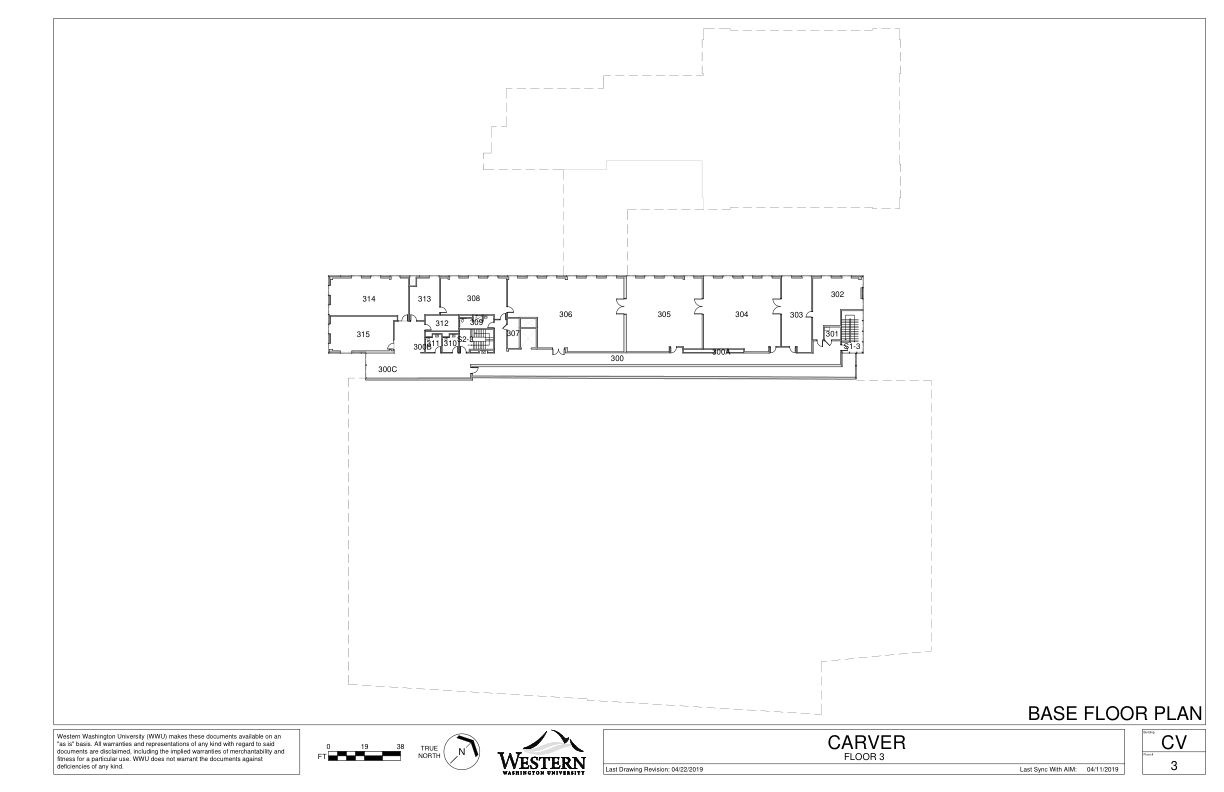 314
313
308
306
305
304
303
302
315
312
309
307
301
300B
311
310
S2-3
S1-3
300
300A
300C
BASE FLOOR PLAN
Western Washington University (WWU) makes these documents available on an
"as is" basis. All warranties and representations of any kind with regard to said
documents are disclaimed, including the implied warranties of merchantability and
fitness for a particular use. WWU does not warrant the documents against
deficiencies of any kind.
0 19 38
FT
TRUE
NORTH
N
WESTERN
WASHINGTON UNIVERSITY
CARVER
FLOOR 3
Last Drawing Revision: 04/22/2019
Last Sync With AIM: 04/11/2019
Building
CV
Floor#
3